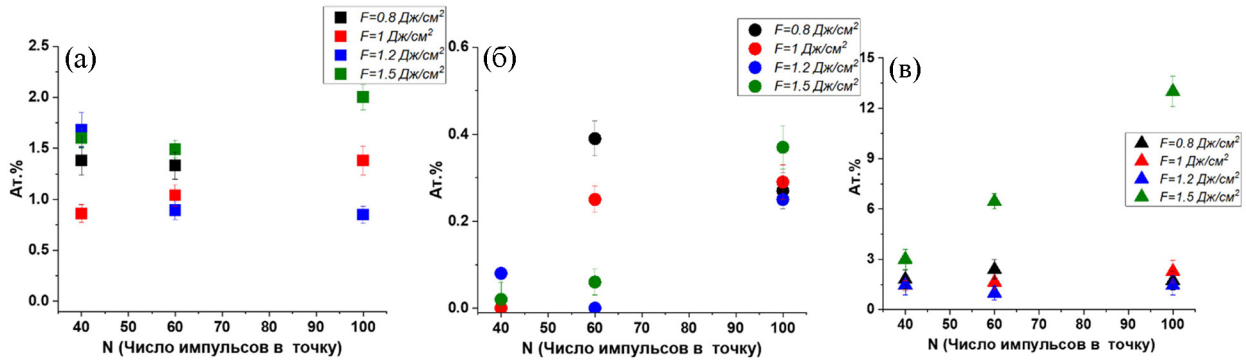 (а)
F=0.8 Дж/см²
F=1 Дж/см²
F=1.2 Дж/см²
F=1.5 Дж/см²
Ат.%
2.5
2.0
1.5
1.0
0.5
0.0
40 50 60 70 80 90 100
N (Число импульсов в точку)
(б)
F=0.8 Дж/см²
F=1 Дж/см²
F=1.2 Дж/см²
F=1.5 Дж/см²
Ат.%
0.6
0.4
0.2
0.0
40 50 60 70 80 90 100
N (Число импульсов в точку)
(в)
F=0.8 Дж/см²
F=1 Дж/см²
F=1.2 Дж/см²
F=1.5 Дж/см²
Ат.%
15
12
9
6
3
0
40 50 60 70 80 90 100
N (Число импульсов в точку)